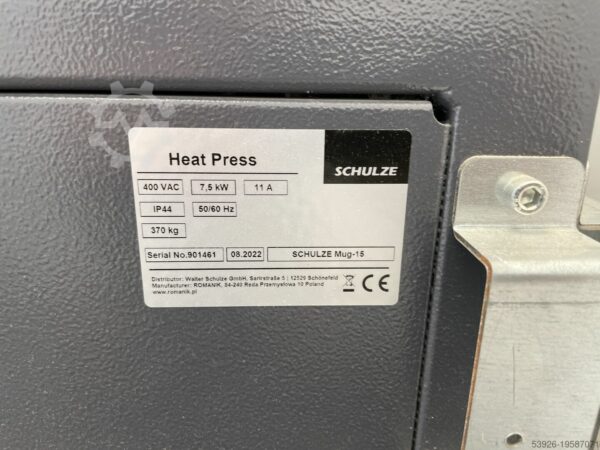 Heat Press
SCHULZE
400 VAC 7,5 kW 11 A
IP44 50/60 Hz
370 kg
Serial No.901461 08.2022 SCHULZE Mug-15
Distributor: Walter Schulze GmbH, Sarirstraße 5 | 12529 Schönefeld
Manufacturer: ROMANIK, 84-240 Reda Przemysłowa 10 Poland
www.romanik.pl
CE
53926-19587071